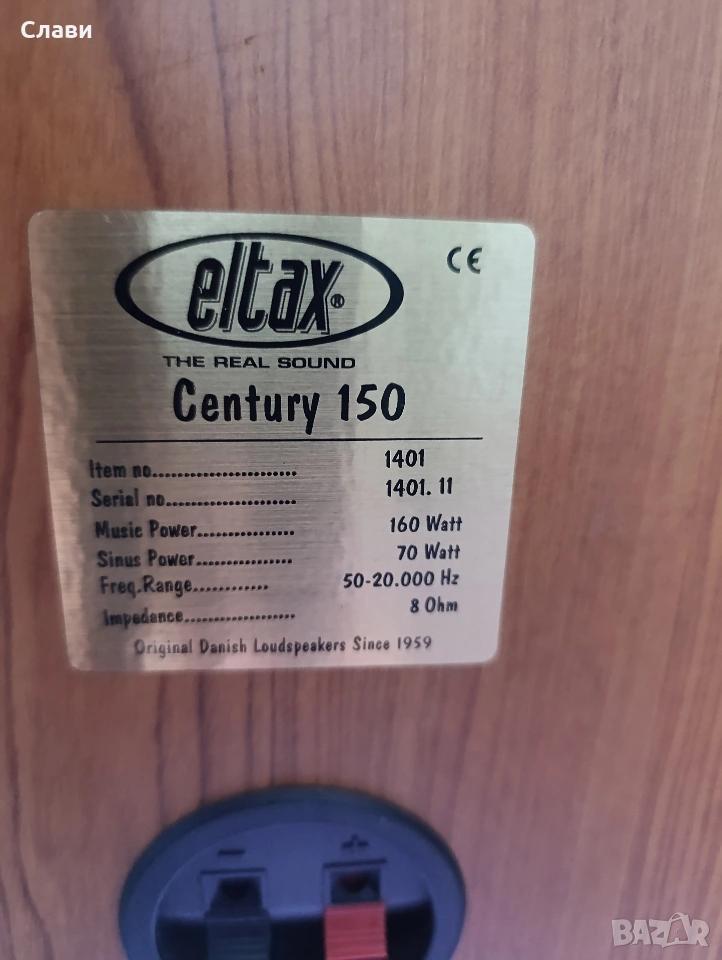 Слави
eltax®
CE
THE REAL SOUND
Century 150
Item no........................ 1401
Serial no...................... 1401. 11
Music Power................ 160 Watt
Sinus Power................ 70 Watt
Freq.Range............ 50-20.000 Hz
Impedance.................... 8 Ohm
Original Danish Loudspeakers Since 1959
- +
BAZAR